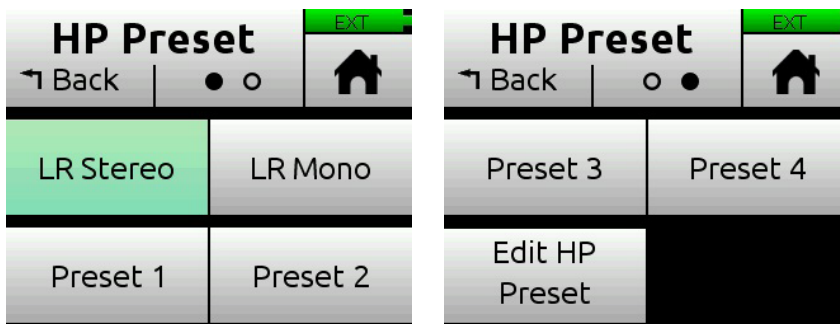 HP Preset EXT
Back
LR Stereo LR Mono
Preset 1 Preset 2
HP Preset EXT
Back
Preset 3 Preset 4
Edit HP
Preset